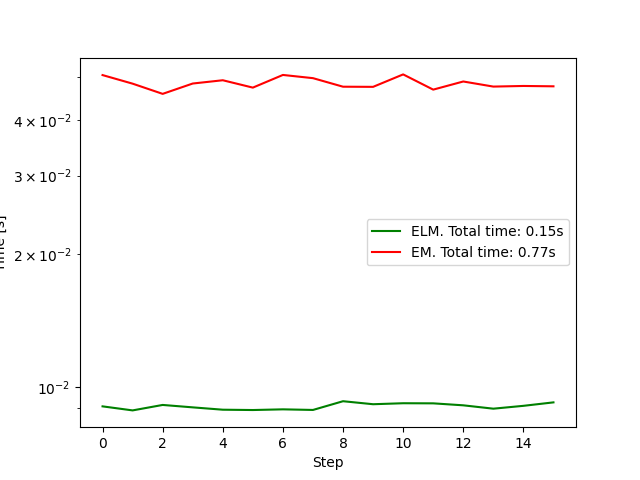 4 × 10⁻²
3 × 10⁻²
2 × 10⁻²
10⁻²
ELM. Total time: 0.15s
EM. Total time: 0.77s
0 2 4 6 8 10 12 14
Step